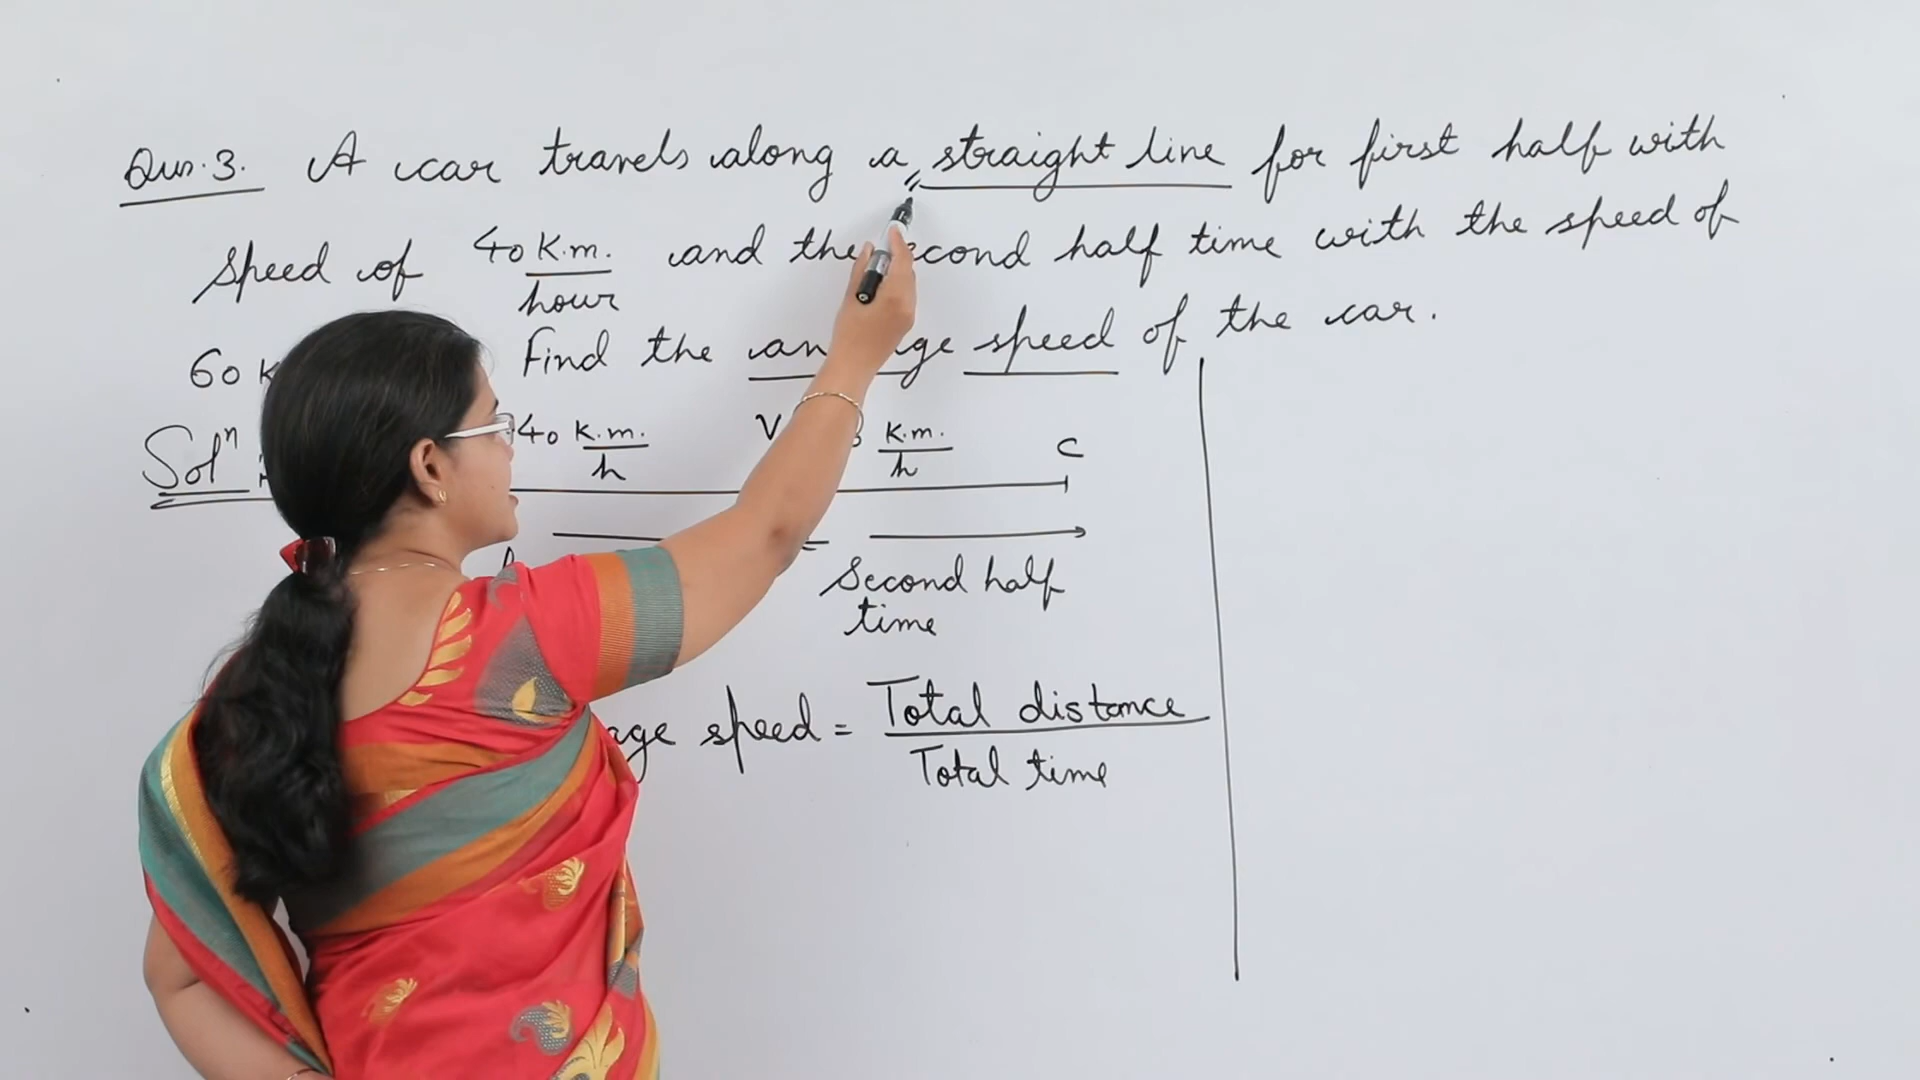 Qus.3. A car travels along a straight line for first half with
speed of 40 K.m./hour and the second half time with the speed of
60 K Find the average speed of the car.
Solⁿ 40 K.m./h V K.m./h C
Second half
time
speed = Total distance / Total time